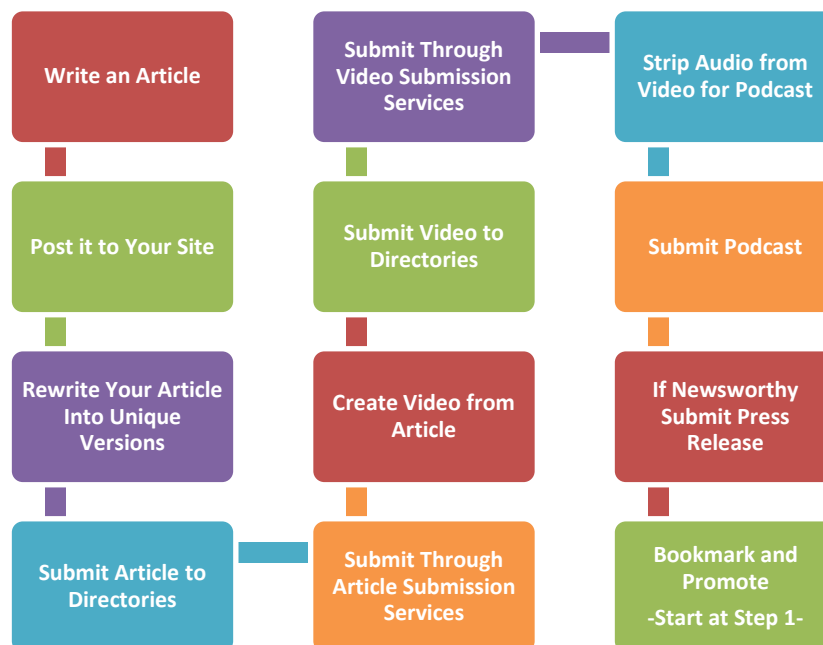 Write an Article
Post it to Your Site
Rewrite Your Article
Into Unique
Versions
Submit Article to
Directories
Submit Through
Article Submission
Services
Create Video from
Article
Submit Video to
Directories
Submit Through
Video Submission
Services
Strip Audio from
Video for Podcast
Submit Podcast
If Newsworthy
Submit Press
Release
Bookmark and
Promote
-Start at Step 1-